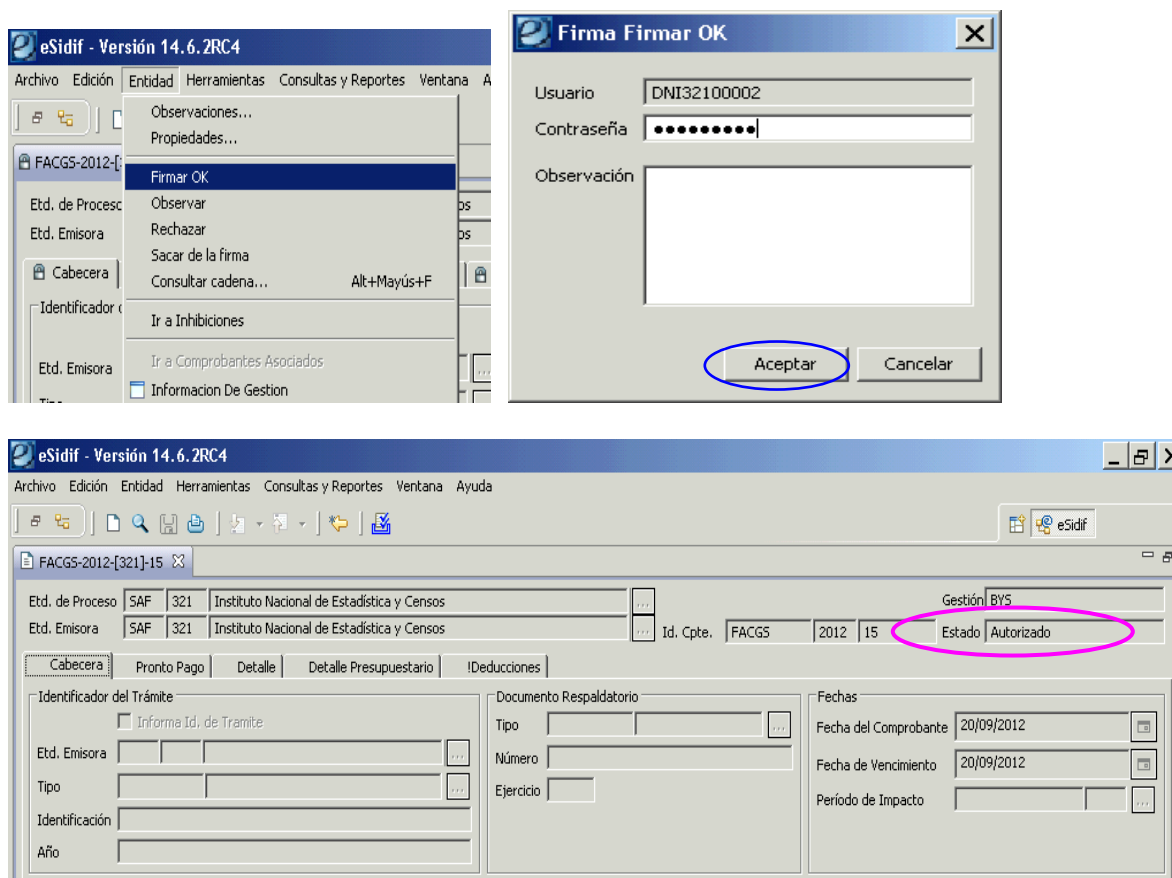 eSidif - Versión 14.6.2RC4
Archivo Edición Entidad Herramientas Consultas y Reportes Ventana A
Observaciones...
Propiedades...
FACGS-2012-[
Firmar OK
Etd. de Proceso
Observar
os
Etd. Emisora
Rechazar
os
Sacar de la firma
Cabecera
Consultar cadena... Alt+Mayús+F
Identificador
Ir a Inhibiciones
Ir a Comprobantes Asociados
Etd. Emisora
...
Informacion De Gestion
Firma Firmar OK
Usuario DNI32100002
Contraseña ●●●●●●●●●
Observación
Aceptar Cancelar
eSidif - Versión 14.6.2RC4
Archivo Edición Entidad Herramientas Consultas y Reportes Ventana Ayuda
eSidif
FACGS-2012-[321]-15
Etd. de Proceso SAF 321 Instituto Nacional de Estadística y Censos ... Gestión BYS
Etd. Emisora SAF 321 Instituto Nacional de Estadística y Censos ... Id. Cpte. FACGS 2012 15 Estado Autorizado
Cabecera Pronto Pago Detalle Detalle Presupuestario !Deducciones
Identificador del Trámite Documento Respaldatorio Fechas
Informa Id. de Tramite Tipo ... Fecha del Comprobante 20/09/2012
Etd. Emisora ... Número Fecha de Vencimiento 20/09/2012
Tipo ... Ejercicio Período de Impacto ...
Identificación
Año